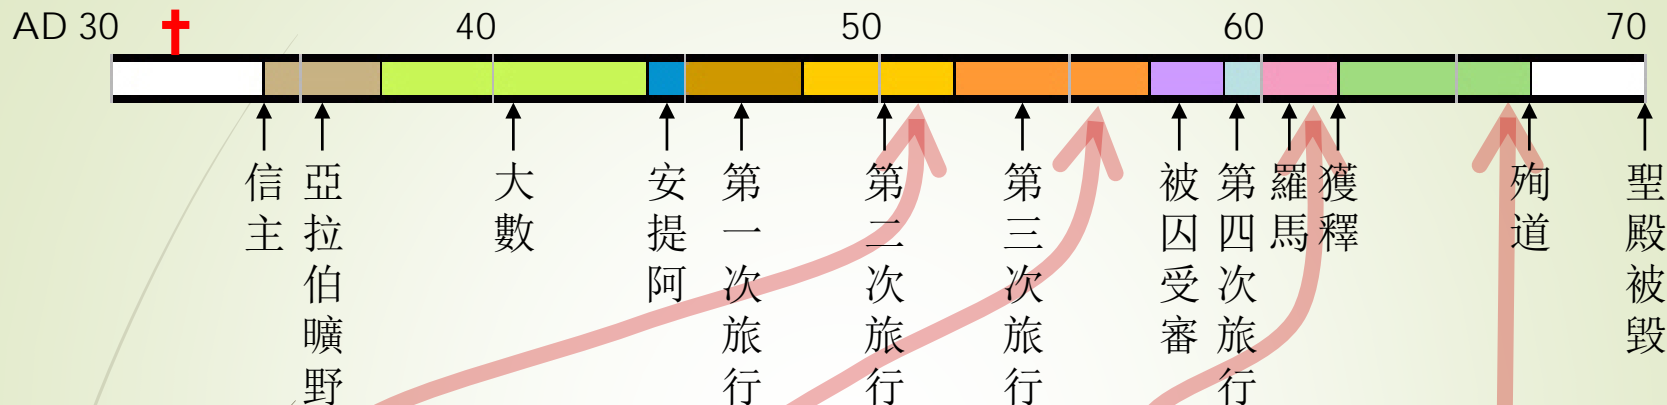 AD 30
40
50
60
70
信主
亞拉伯曠野
大數
安提阿
第一次旅行
第二次旅行
第三次旅行
被囚受審
第四次旅行
羅馬
獲釋
殉道
聖殿被毀